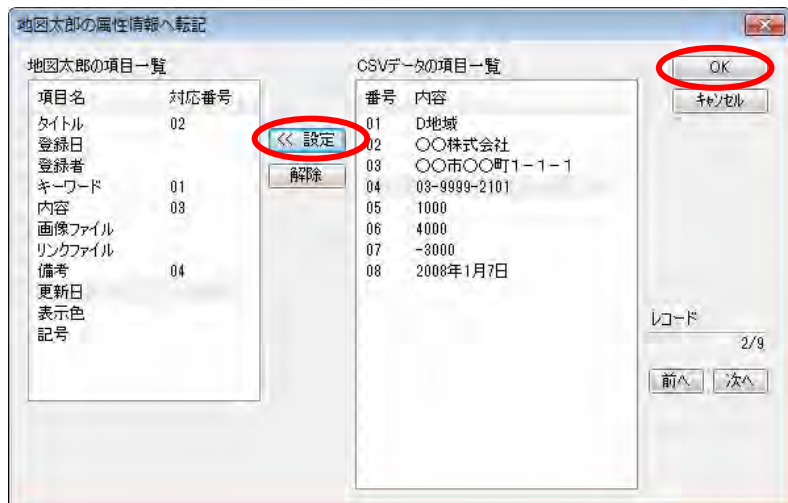 地図太郎の属性情報へ転記
地図太郎の項目一覧
項目名 対応番号
タイトル 02
登録日
登録者
キーワード 01
内容 03
画像ファイル
リンクファイル
備考 04
更新日
表示色
記号
<< 設定
解除
CSVデータの項目一覧
番号 内容
01 D地域
02 〇〇株式会社
03 〇〇市〇〇町1-1-1
04 03-9999-2101
05 1000
06 4000
07 -3000
08 2008年1月7日
OK
キャンセル
レコード
2/9
前へ 次へ